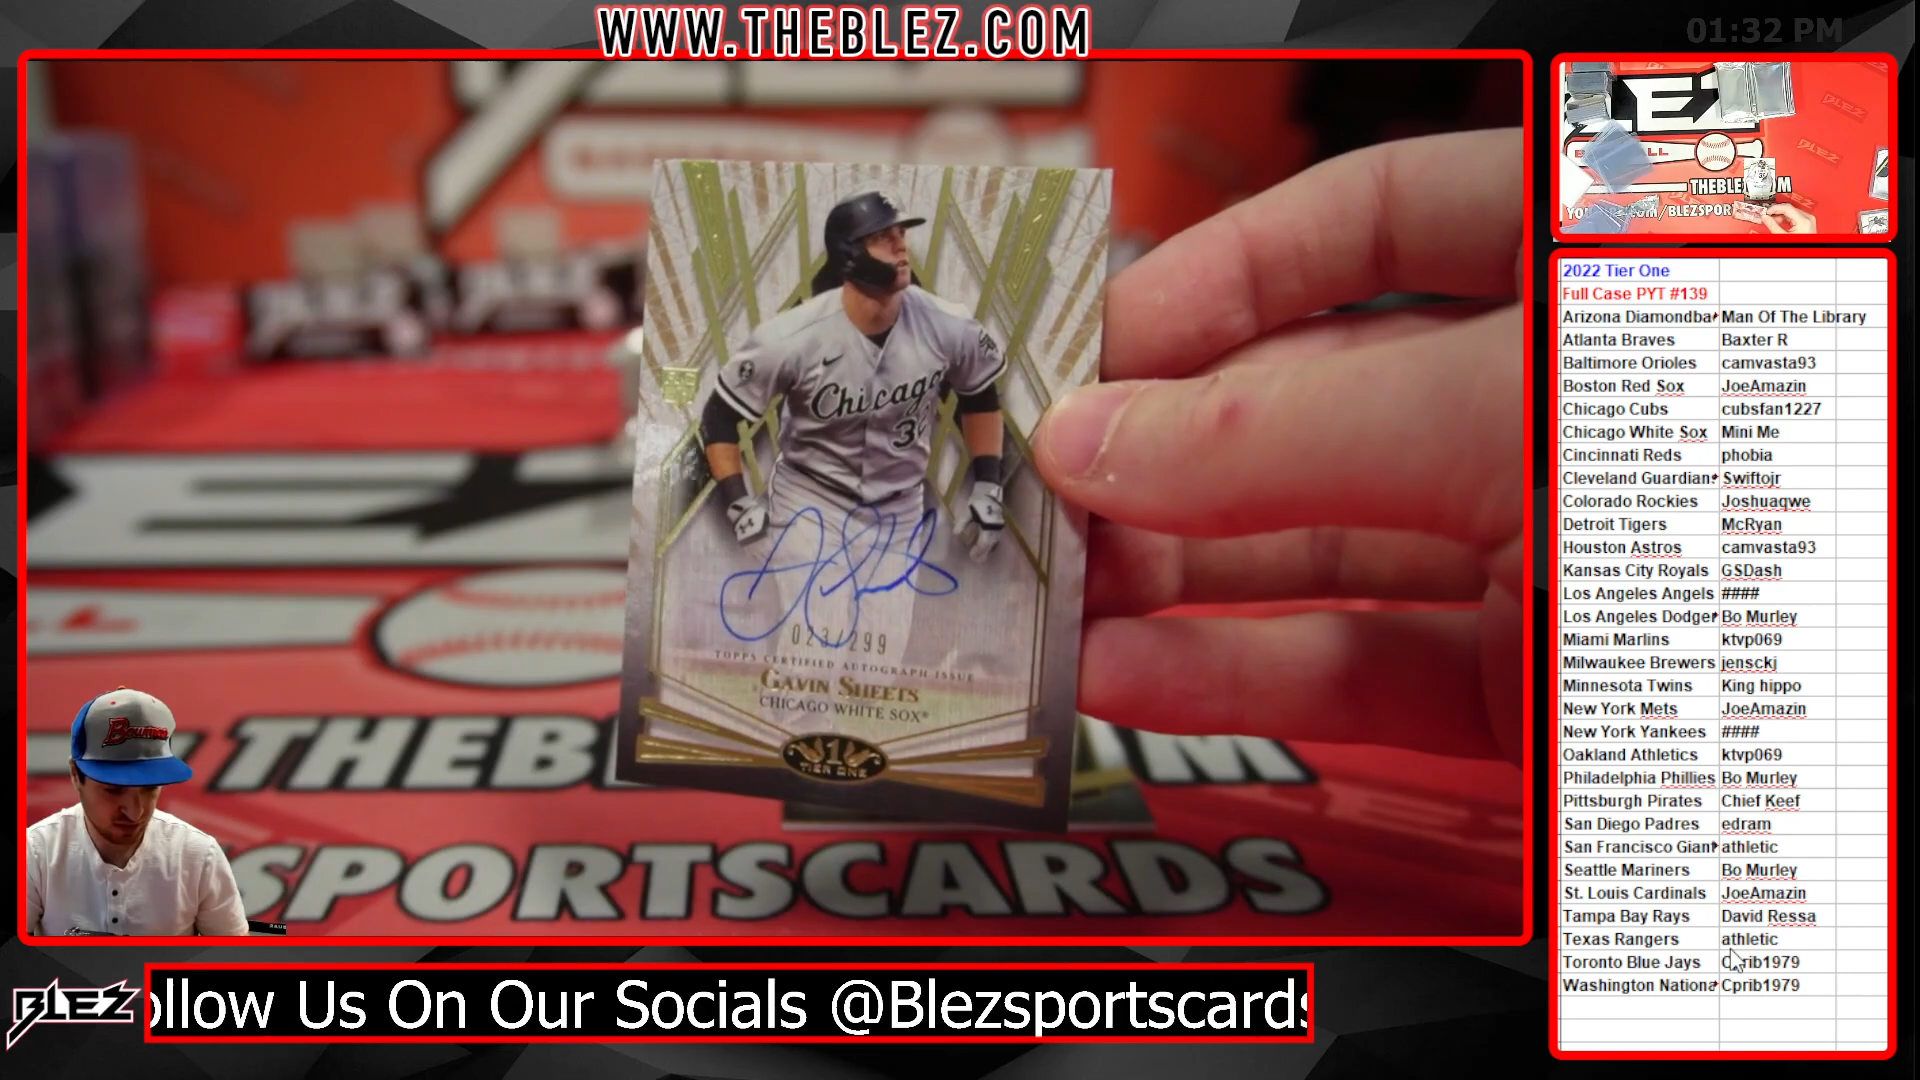 WWW.THEBLEZ.COM
01:32 PM
Chicago
TOPPS CERTIFIED AUTOGRAPH ISSUE
GAVIN SHEETS
CHICAGO WHITE SOX®
1
TIER ONE
SPORTSCARDS
Bowman
THEBLEZ
2022 Tier One
Full Case PYT #139
Arizona Diamondba Man Of The Library
Atlanta Braves Baxter R
Baltimore Orioles camvasta93
Boston Red Sox JoeAmazin
Chicago Cubs cubsfan1227
Chicago White Sox Mini Me
Cincinnati Reds phobia
Cleveland Guardian Swiftojr
Colorado Rockies Joshuaqwe
Detroit Tigers McRyan
Houston Astros camvasta93
Kansas City Royals GSDash
Los Angeles Angels ####
Los Angeles Dodger Bo Murley
Miami Marlins ktvp069
Milwaukee Brewers jensckj
Minnesota Twins King hippo
New York Mets JoeAmazin
New York Yankees ####
Oakland Athletics ktvp069
Philadelphia Phillies Bo Murley
Pittsburgh Pirates Chief Keef
San Diego Padres edram
San Francisco Giant athletic
Seattle Mariners Bo Murley
St. Louis Cardinals JoeAmazin
Tampa Bay Rays David Ressa
Texas Rangers athletic
Toronto Blue Jays Cprib1979
Washington Nationa Cprib1979
BLEZ
ollow Us On Our Socials @Blezsportscards